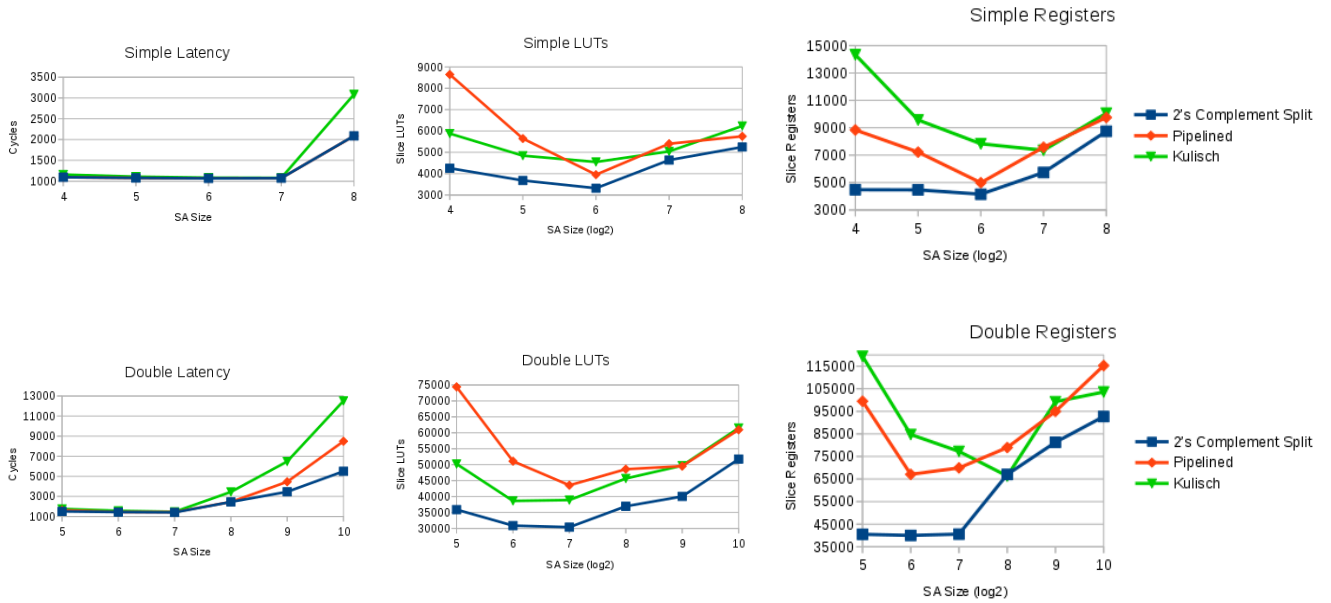 Simple Latency
Cycles
3500
3000
2500
2000
1500
1000
4 5 6 7 8
SA Size
Simple LUTs
Slice LUTs
9000
8000
7000
6000
5000
4000
3000
4 5 6 7 8
SA Size (log2)
Simple Registers
Slice Registers
15000
13000
11000
9000
7000
5000
3000
4 5 6 7 8
SA Size (log2)
2's Complement Split
Pipelined
Kulisch
Double Latency
Cycles
13000
11000
9000
7000
5000
3000
1000
5 6 7 8 9 10
SA Size
Double LUTs
Slice LUTs
75000
70000
65000
60000
55000
50000
45000
40000
35000
30000
5 6 7 8 9 10
SA Size (log2)
Double Registers
Slice Registers
115000
105000
95000
85000
75000
65000
55000
45000
35000
5 6 7 8 9 10
SA Size (log2)
2's Complement Split
Pipelined
Kulisch